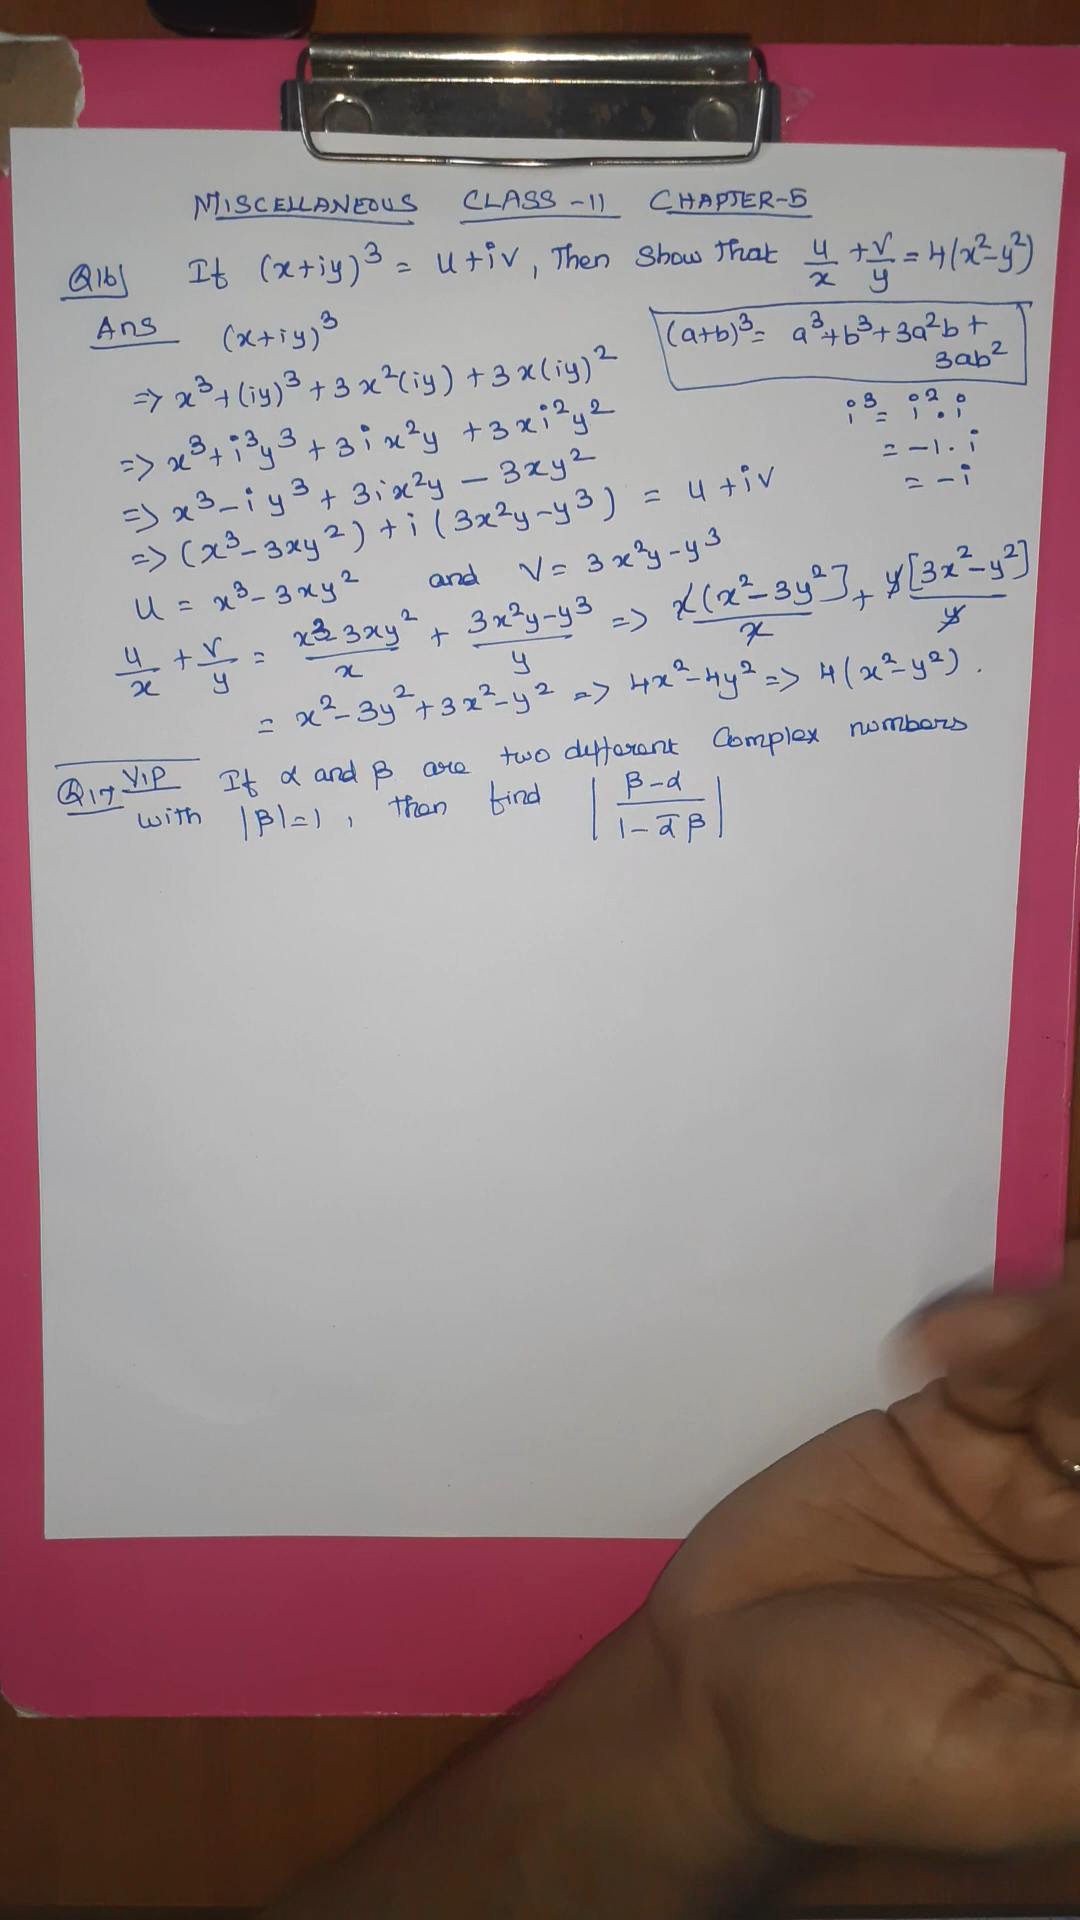 MISCELLANEOUS CLASS-11 CHAPTER-5
Q16] If (x+iy)³ = u+iv, Then Show That u/x + v/y = 4(x²-y²)
Ans (x+iy)³
(a+b)³= a³+b³+3a²b+
3ab²
=> x³+(iy)³+3x²(iy)+3x(iy)²
=> x³+i³y³+3ix²y+3xi²y²
i³= i².i
= -1.i
= -i
=> x³-iy³+3ix²y-3xy²
=> (x³-3xy²)+i(3x²y-y³) = u+iv
u = x³-3xy² and v= 3x²y-y³
u/x + v/y = x³-3xy²/x + 3x²y-y³/y => x(x²-3y²]/x + y[3x²-y²]/y
= x²-3y²+3x²-y² => 4x²-4y² => 4(x²-y²).
Q17 VIP If α and β are two different Complex numbers
with |β|=1, then find |β-α/1-ᾱβ|